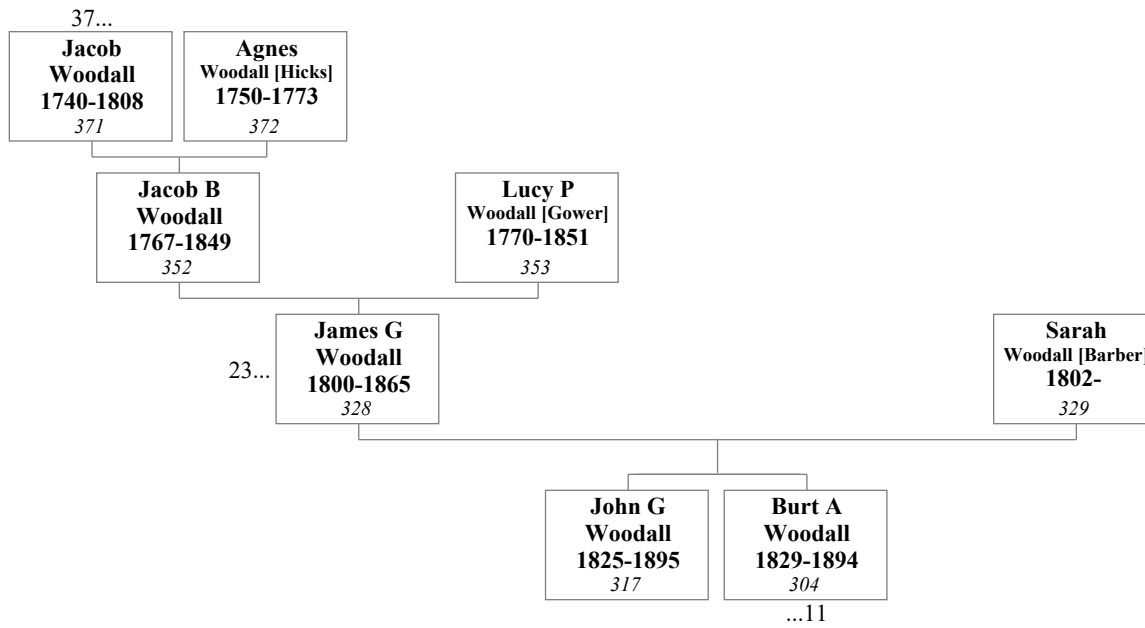 37...
Jacob
Woodall
1740-1808
371
Agnes
Woodall [Hicks]
1750-1773
372
Jacob B
Woodall
1767-1849
352
Lucy P
Woodall [Gower]
1770-1851
353
23...
James G
Woodall
1800-1865
328
Sarah
Woodall [Barber]
1802-
329
John G
Woodall
1825-1895
317
Burt A
Woodall
1829-1894
304
...11